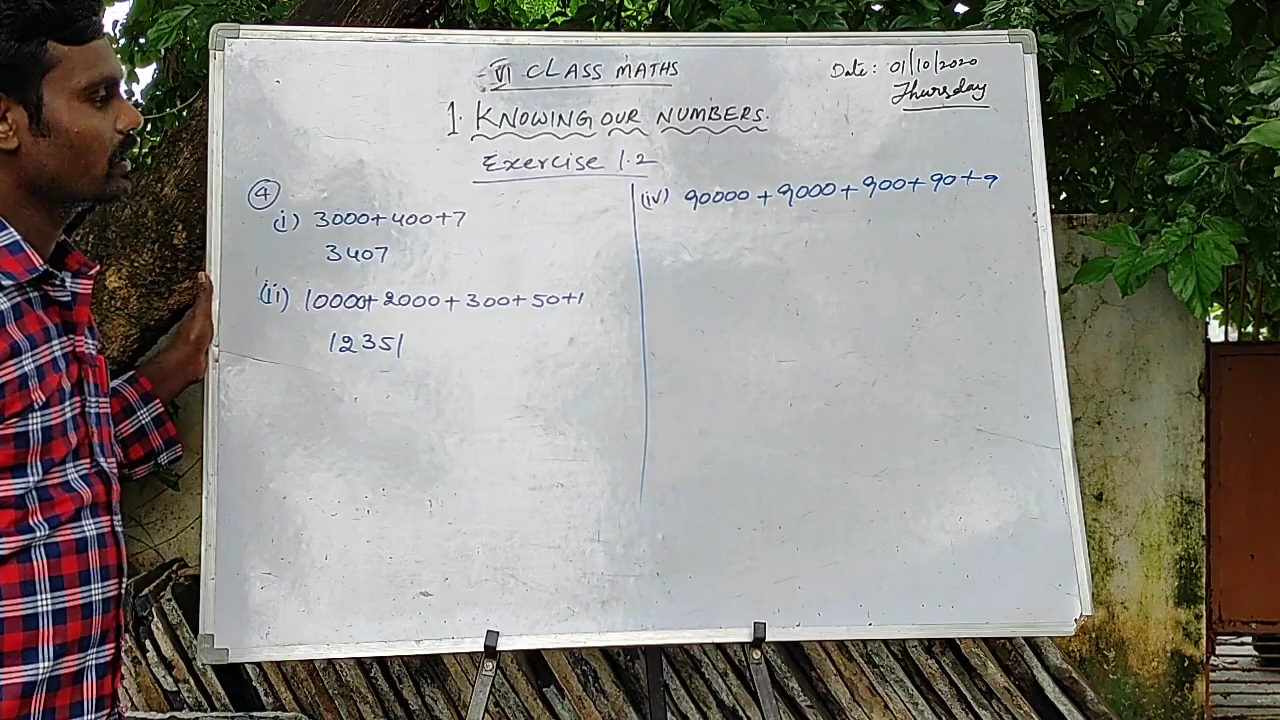 VI CLASS MATHS
Date: 01/10/2020
Thursday
1. KNOWING OUR NUMBERS.
Exercise 1.2
4
(i) 3000+400+7
3407
(ii) 10000+2000+300+50+1
12351
(iv) 90000+9000+900+90+9